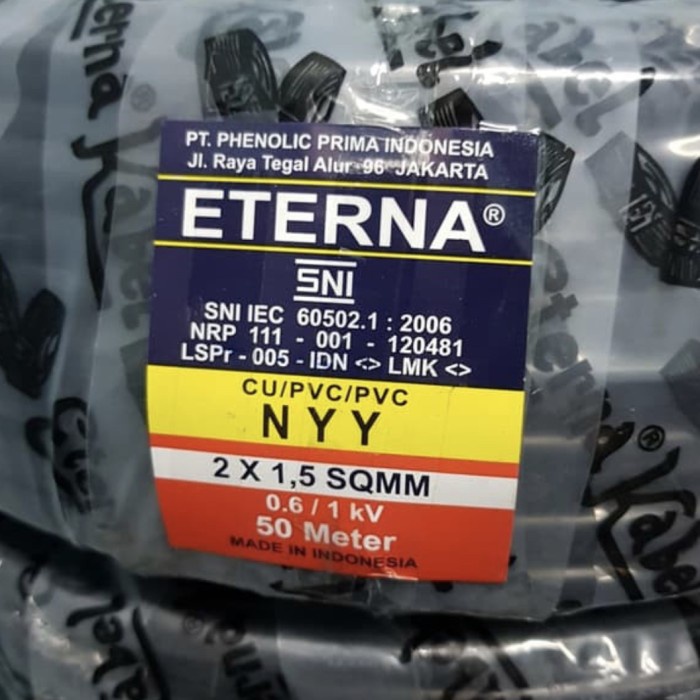 PT. PHENOLIC PRIMA INDONESIA
Jl. Raya Tegal Alur 96 JAKARTA
ETERNA®
SNI
SNI IEC 60502.1 : 2006
NRP 111 - 001 - 120481
LSPr - 005 - IDN <> LMK <>
CU/PVC/PVC
NYY
2 X 1,5 SQMM
0.6 / 1 kV
50 Meter
MADE IN INDONESIA
eterna
®
Kabel